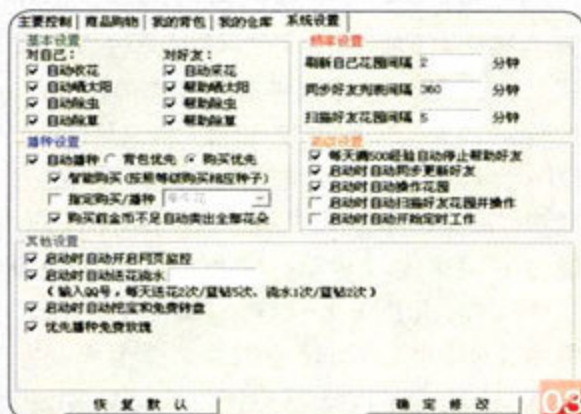 主要控制 商品购物 我的背包 我的仓库 系统设置
基本设置
对自己: 对好友:
自动收花 自动采花
自动晒太阳 帮助晒太阳
自动除虫 帮助除虫
自动除草 帮助除草
频率设置
刷新自己花园间隔 2 分钟
同步好友列表间隔 360 分钟
扫描好友花园间隔 5 分钟
播种设置
自动播种 背包优先 购买优先
智能购买(按照等级购买相应种子)
指定购买/播种
购买前金币不足自动卖出全部花朵
高级设置
每天满500经验自动停止帮助好友
启动时自动同步更新好友
启动时自动操作花园
启动时自动扫描好友花园并操作
启动时自动开始定时工作
其他设置
启动时自动开启网页监控
启动时自动送花浇水
(输入QQ号,每天送花2次/蓝钻5次、浇水1次/蓝钻2次)
启动时自动挖宝和免费转盘
优先播种免费玫瑰
恢复默认 确定修改
03